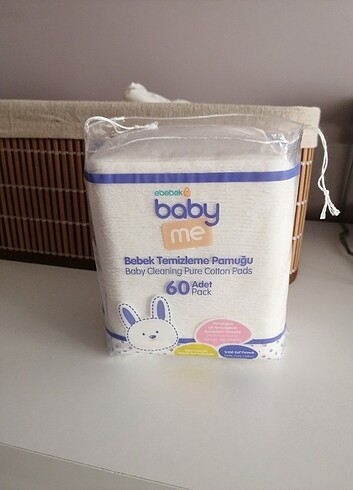 ebebek
baby
me
Bebek Temizleme Pamuğu
Baby Cleaning Pure Cotton Pads
60 Adet
Pack